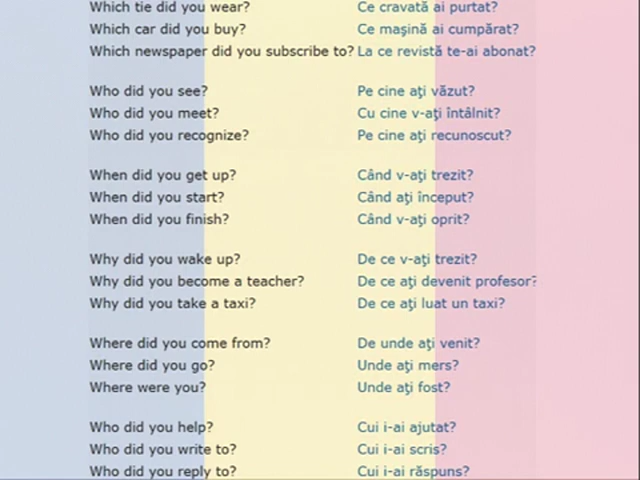 Which tie did you wear? Ce cravată ai purtat?
Which car did you buy? Ce maşină ai cumpărat?
Which newspaper did you subscribe to? La ce revistă te-ai abonat?
Who did you see? Pe cine aţi văzut?
Who did you meet? Cu cine v-aţi întâlnit?
Who did you recognize? Pe cine aţi recunoscut?
When did you get up? Când v-aţi trezit?
When did you start? Când aţi început?
When did you finish? Când v-aţi oprit?
Why did you wake up? De ce v-aţi trezit?
Why did you become a teacher? De ce aţi devenit profesor?
Why did you take a taxi? De ce aţi luat un taxi?
Where did you come from? De unde aţi venit?
Where did you go? Unde aţi mers?
Where were you? Unde aţi fost?
Who did you help? Cui i-ai ajutat?
Who did you write to? Cui i-ai scris?
Who did you reply to? Cui i-ai răspuns?